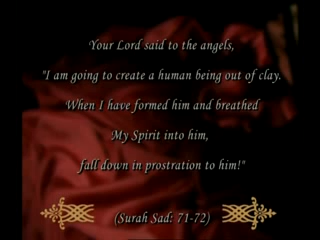 Your Lord said to the angels,
"I am going to create a human being out of clay.
When I have formed him and breathed
My Spirit into him,
fall down in prostration to him!"
(Surah Sad: 71-72)